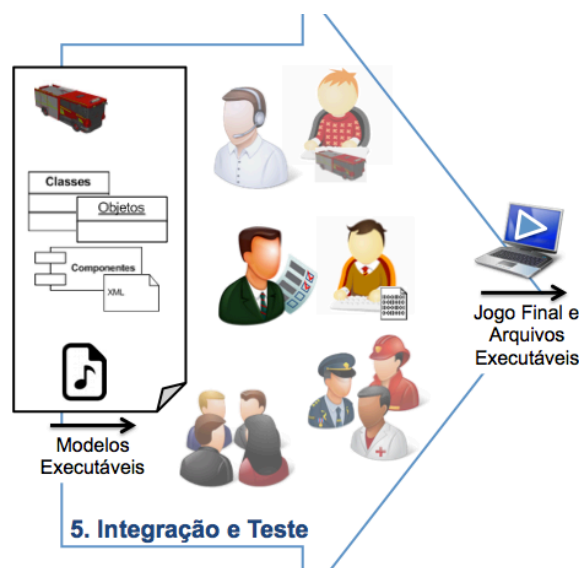 Classes
Objetos
Componentes
XML
Modelos
Executáveis
Jogo Final e
Arquivos
Executáveis
5. Integração e Teste